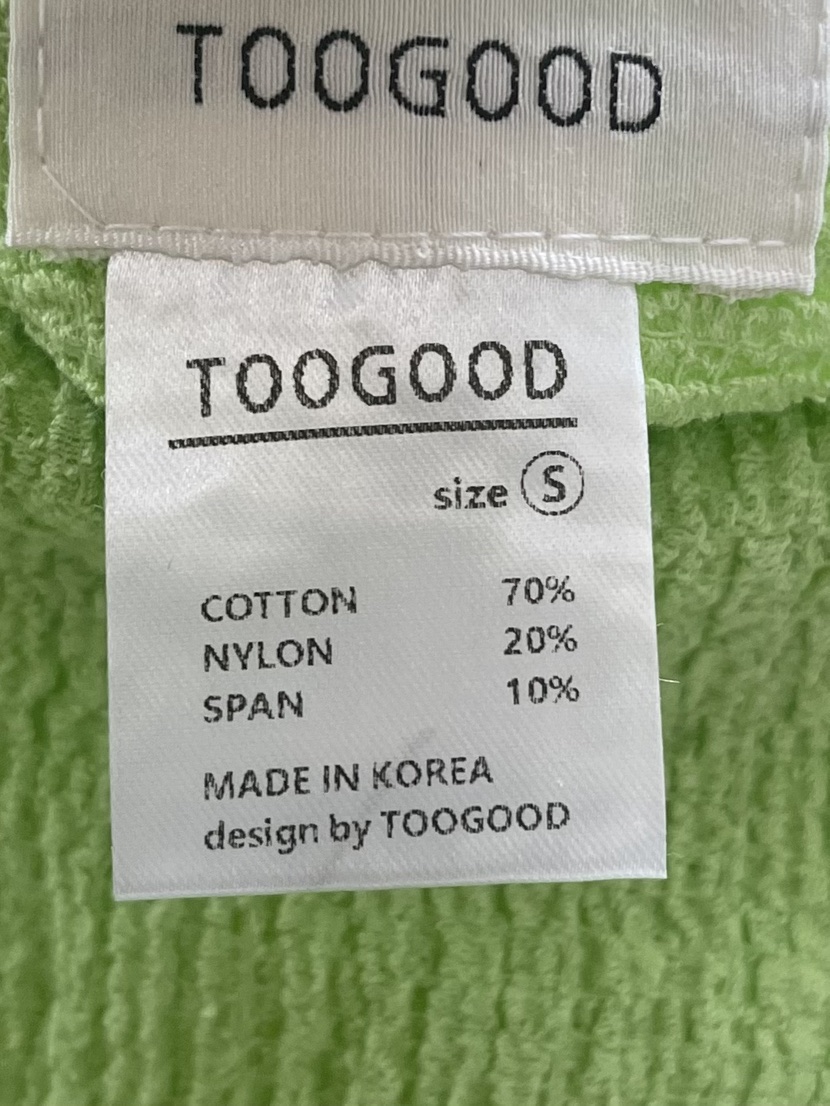 TOOGOOD
TOOGOOD
size S
COTTON 70%
NYLON 20%
SPAN 10%
MADE IN KOREA
design by TOOGOOD